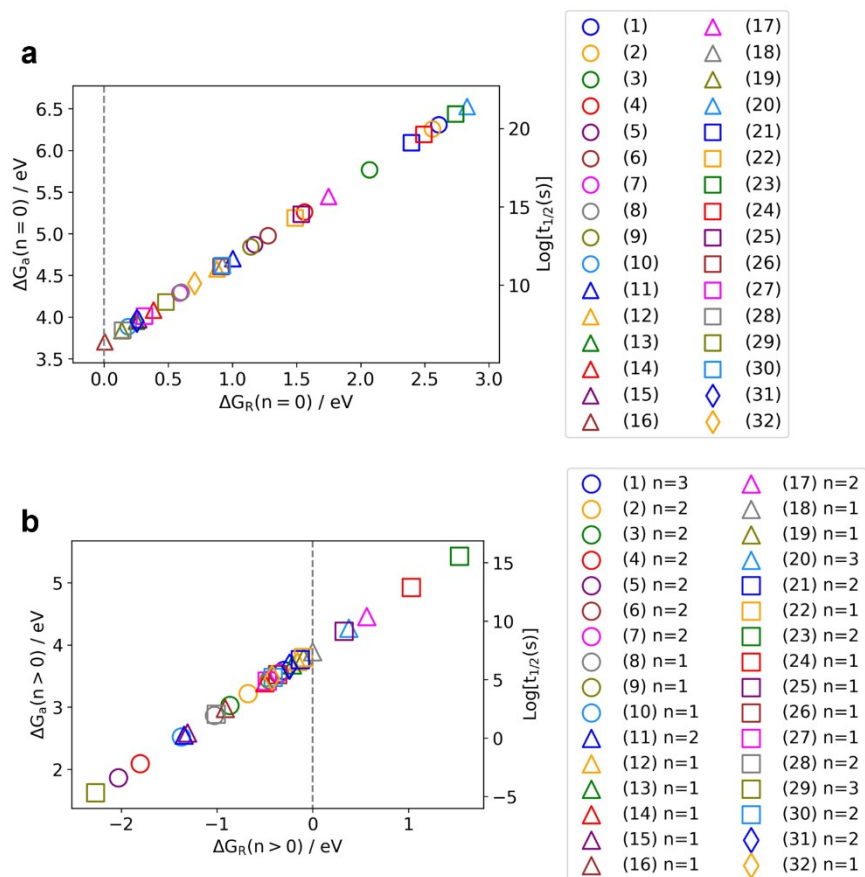 a
ΔGₐ(n = 0) / eV
6.5
6.0
5.5
5.0
4.5
4.0
3.5
20
15
10
Log[t₁/₂(s)]
0.0 0.5 1.0 1.5 2.0 2.5 3.0
ΔG_R(n = 0) / eV
(1) (17)
(2) (18)
(3) (19)
(4) (20)
(5) (21)
(6) (22)
(7) (23)
(8) (24)
(9) (25)
(10) (26)
(11) (27)
(12) (28)
(13) (29)
(14) (30)
(15) (31)
(16) (32)
b
ΔGₐ(n > 0) / eV
5
4
3
2
15
10
5
0
−5
Log[t₁/₂(s)]
−2 −1 0 1
ΔG_R(n > 0) / eV
(1) n=3 (17) n=2
(2) n=2 (18) n=1
(3) n=2 (19) n=1
(4) n=2 (20) n=3
(5) n=2 (21) n=2
(6) n=2 (22) n=1
(7) n=2 (23) n=2
(8) n=1 (24) n=1
(9) n=1 (25) n=1
(10) n=1 (26) n=1
(11) n=2 (27) n=1
(12) n=1 (28) n=2
(13) n=1 (29) n=3
(14) n=1 (30) n=2
(15) n=1 (31) n=2
(16) n=1 (32) n=1